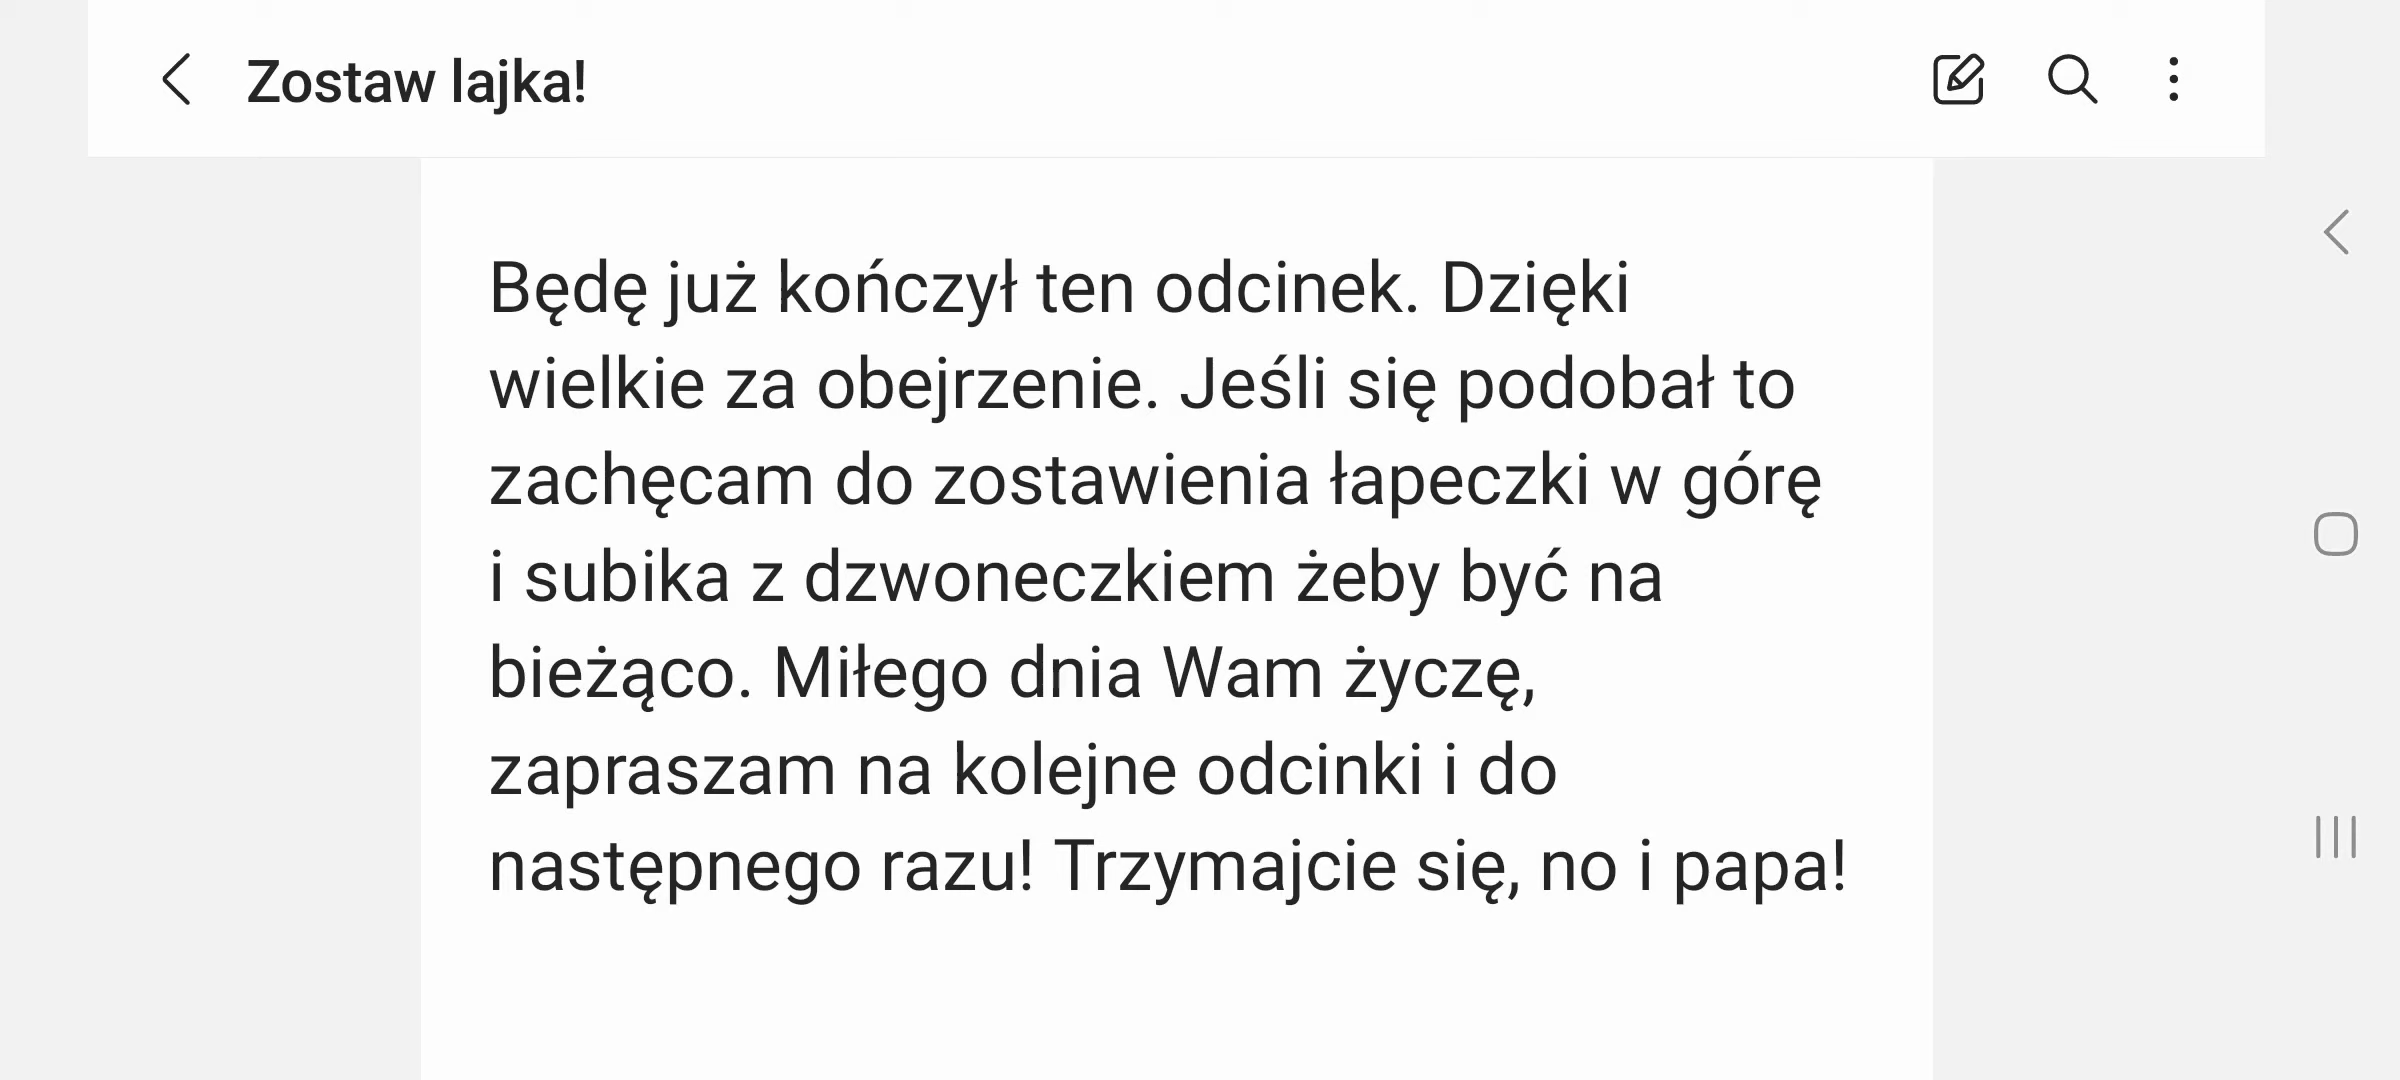 Zostaw lajka!
Będę już kończył ten odcinek. Dzięki
wielkie za obejrzenie. Jeśli się podobał to
zachęcam do zostawienia łapeczki w górę
i subika z dzwoneczkiem żeby być na
bieżąco. Miłego dnia Wam życzę,
zapraszam na kolejne odcinki i do
następnego razu! Trzymajcie się, no i papa!